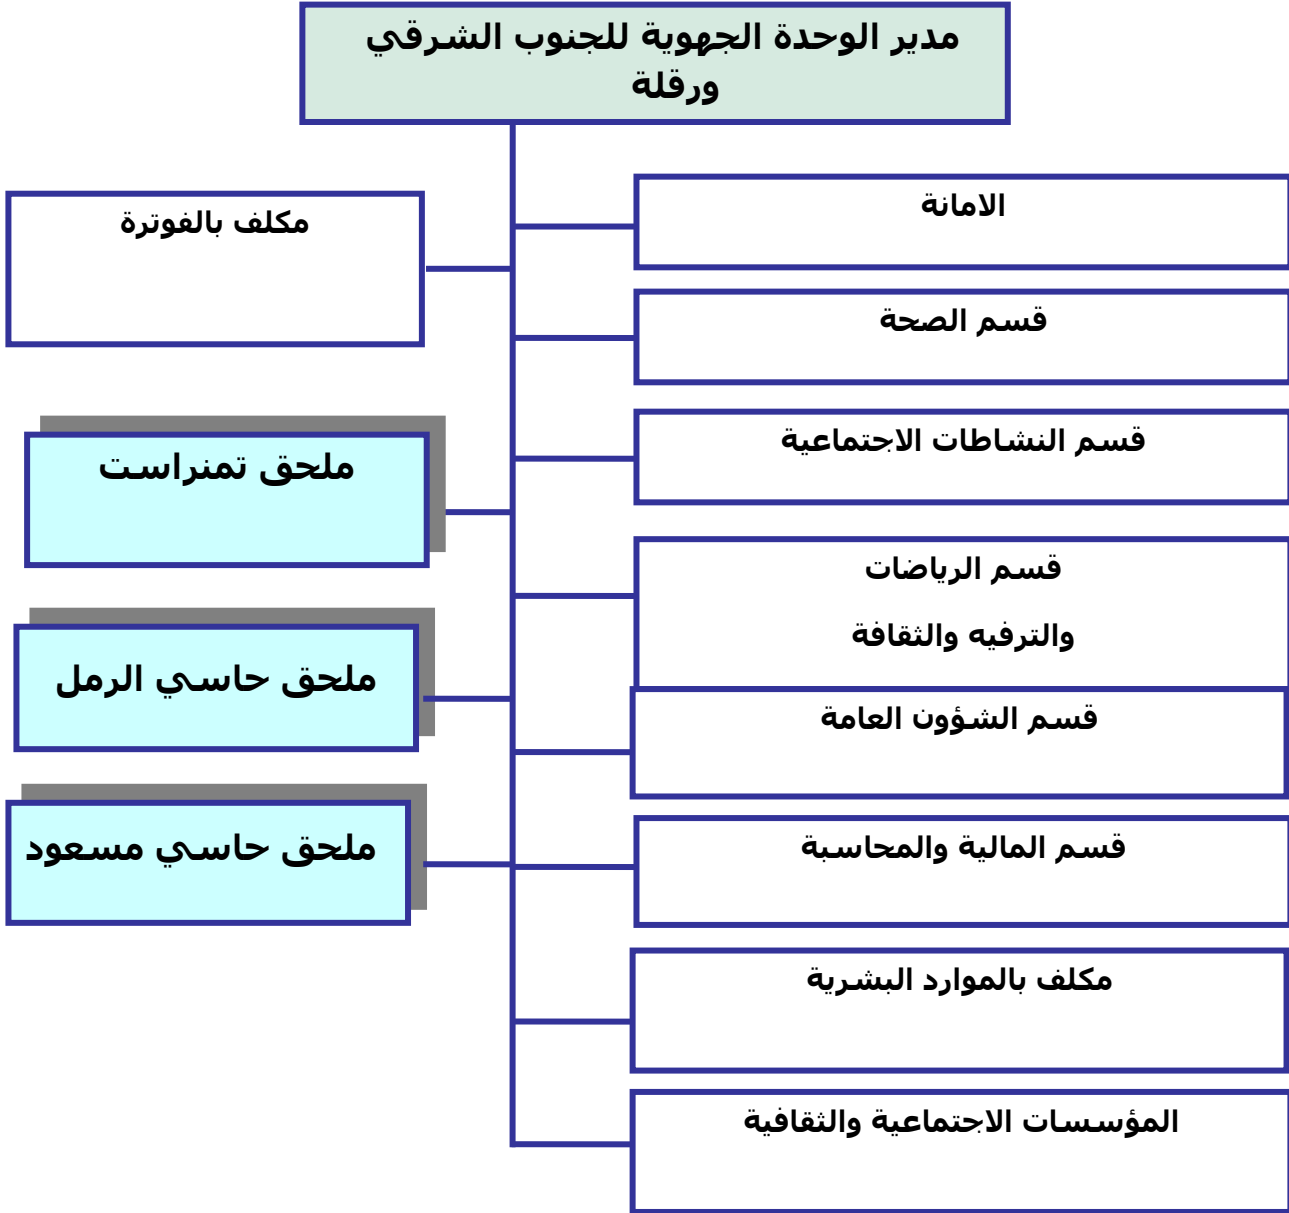 مدير الوحدة الجهوية للجنوب الشرقي
ورقلة
الامانة
مكلف بالفوترة
قسم الصحة
قسم النشاطات الاجتماعية
ملحق تمنراست
قسم الرياضات
والترفيه والثقافة
ملحق حاسي الرمل
قسم الشؤون العامة
قسم المالية والمحاسبة
ملحق حاسي مسعود
مكلف بالموارد البشرية
المؤسسات الاجتماعية والثقافية